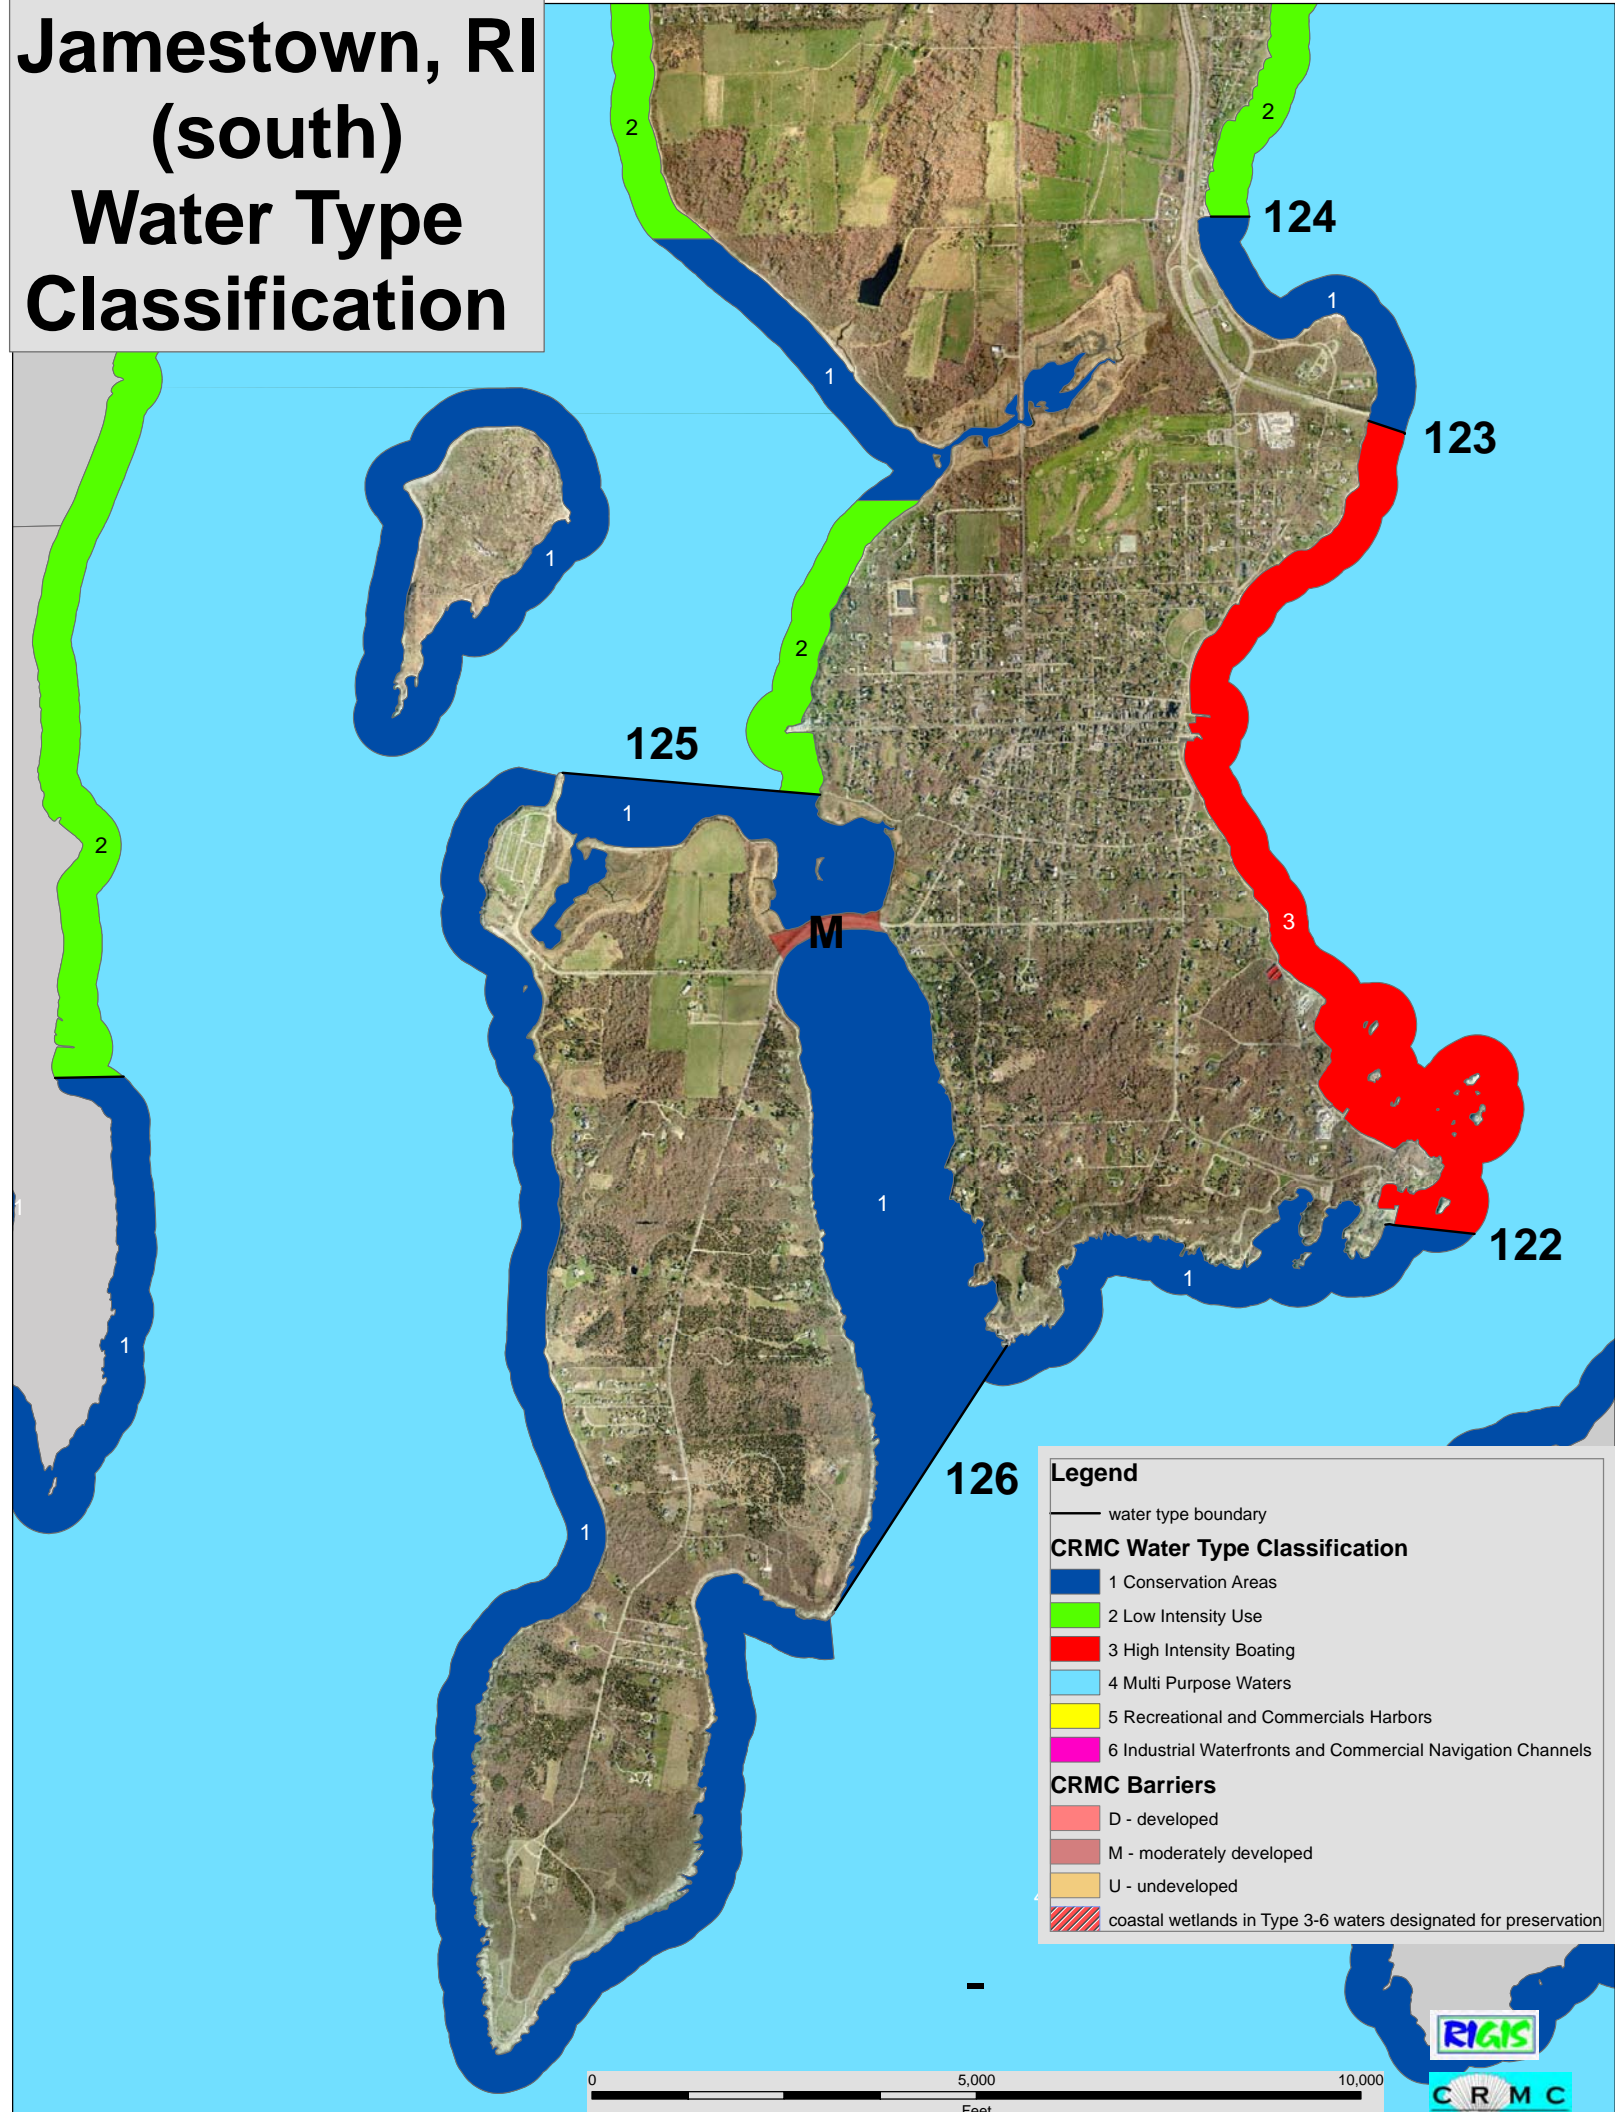 Jamestown, RI
(south)
Water Type
Classification
2
2
124
1
1
123
1
2
125
1
2
M
3
1
1
122
1
1
126
1
Legend
water type boundary
CRMC Water Type Classification
1 Conservation Areas
2 Low Intensity Use
3 High Intensity Boating
4 Multi Purpose Waters
5 Recreational and Commercials Harbors
6 Industrial Waterfronts and Commercial Navigation Channels
CRMC Barriers
D - developed
M - moderately developed
U - undeveloped
coastal wetlands in Type 3-6 waters designated for preservation
RIGIS
0 5,000 10,000
Feet
C R M C